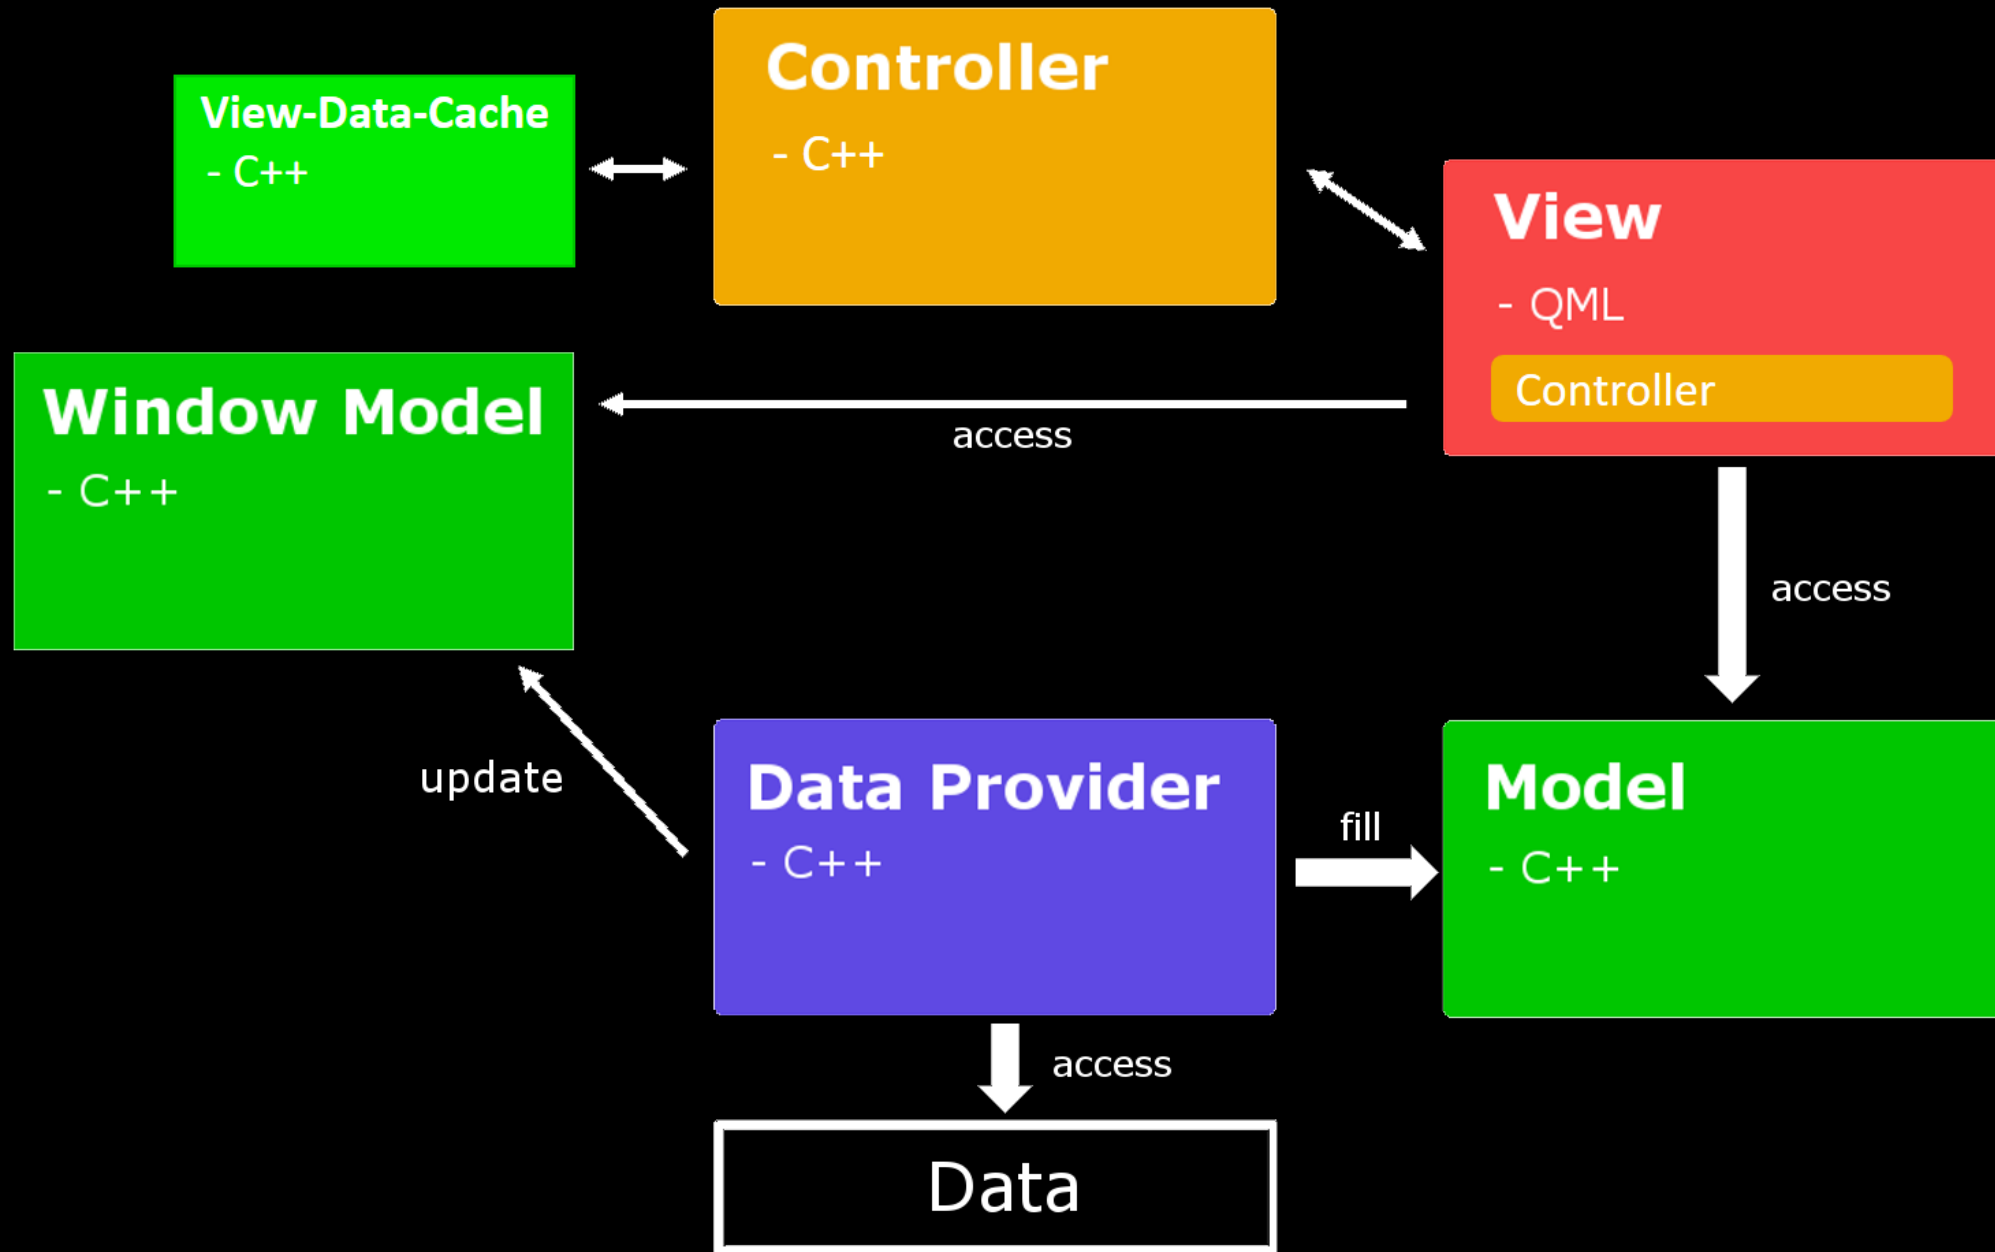 Controller
- C++
View-Data-Cache
- C++
View
- QML
Controller
Window Model
- C++
access
access
update
Data Provider
- C++
fill
Model
- C++
access
Data